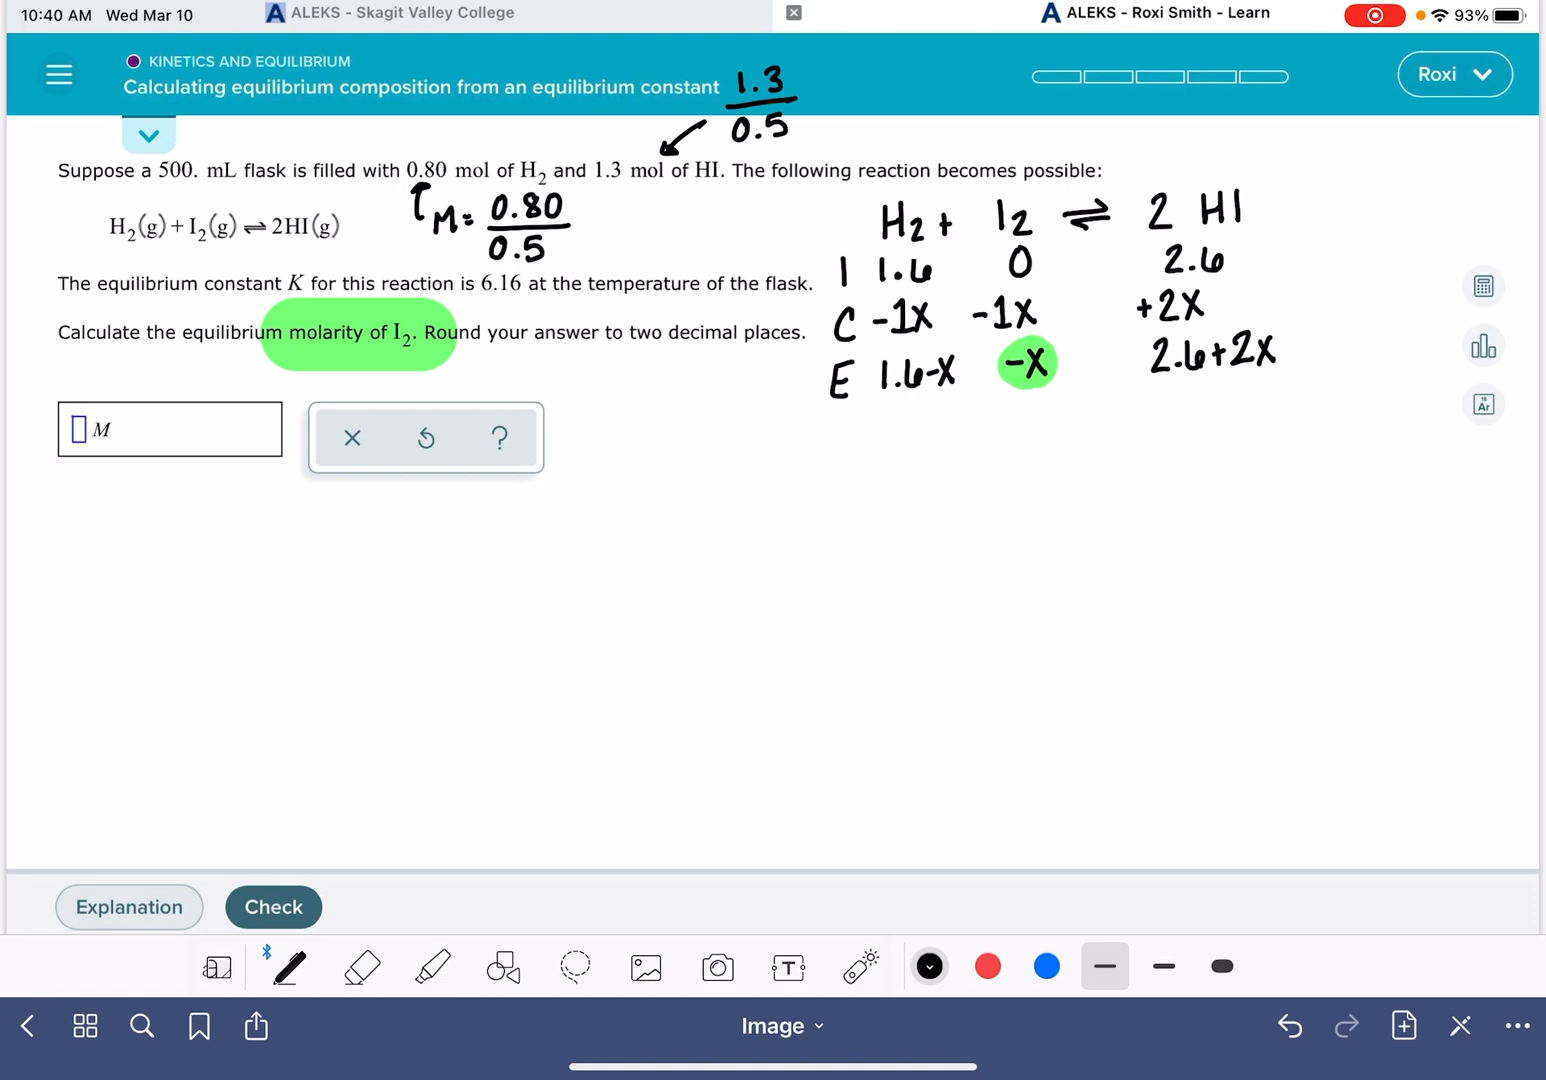 10:40 AM Wed Mar 10
ALEKS - Skagit Valley College
ALEKS - Roxi Smith - Learn
93%
KINETICS AND EQUILIBRIUM
Calculating equilibrium composition from an equilibrium constant
Roxi
1.3
0.5
Suppose a 500. mL flask is filled with 0.80 mol of H₂ and 1.3 mol of HI. The following reaction becomes possible:
H₂(g) + I₂(g) ⇌ 2HI(g)
M = 0.80
0.5
The equilibrium constant K for this reaction is 6.16 at the temperature of the flask.
Calculate the equilibrium molarity of I₂. Round your answer to two decimal places.
H₂ + I₂ ⇌ 2 HI
I 1.6 0 2.6
C -1x -1x +2x
E 1.6-x -x 2.6+2x
M
× ?
Ar
Explanation
Check
a
T
Image